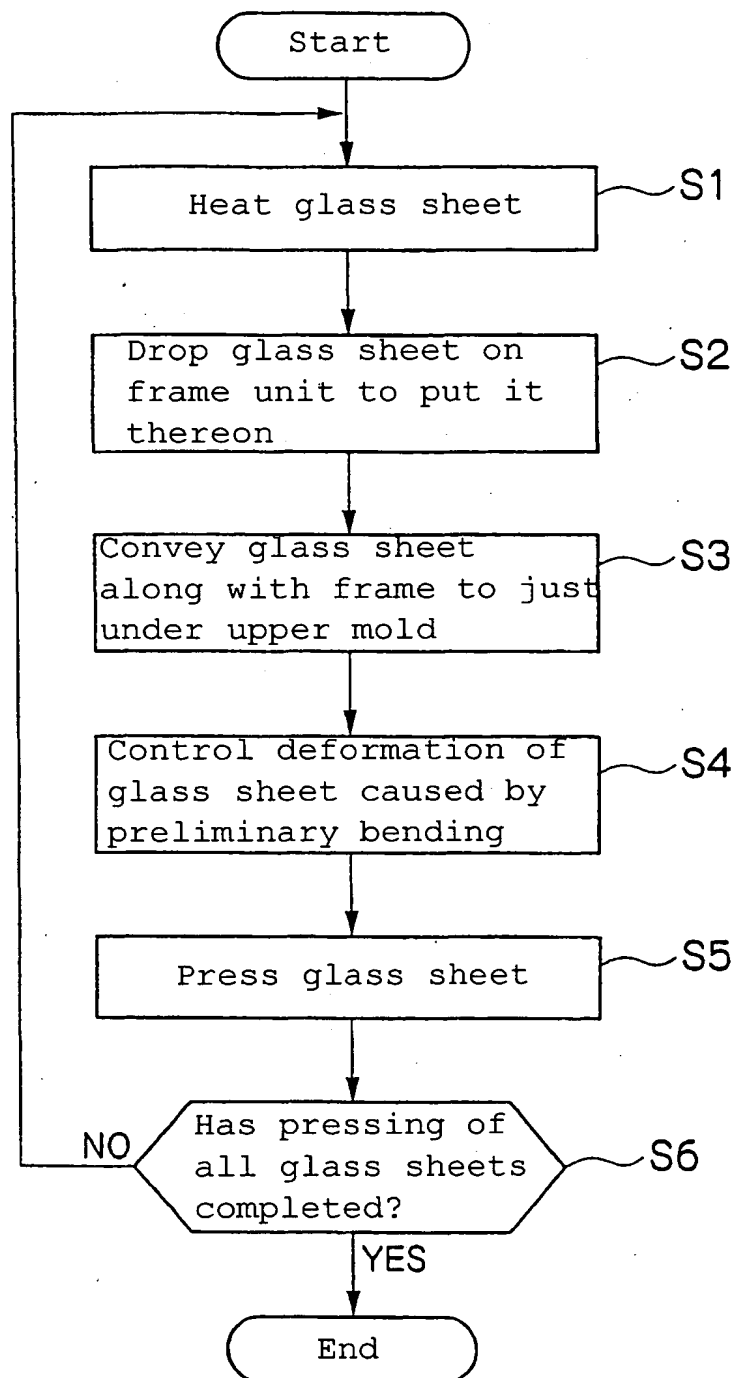 Start
Heat glass sheet
S1
Drop glass sheet on
frame unit to put it
thereon
S2
Convey glass sheet
along with frame to just
under upper mold
S3
Control deformation of
glass sheet caused by
preliminary bending
S4
Press glass sheet
S5
Has pressing of
all glass sheets
completed?
NO
S6
YES
End